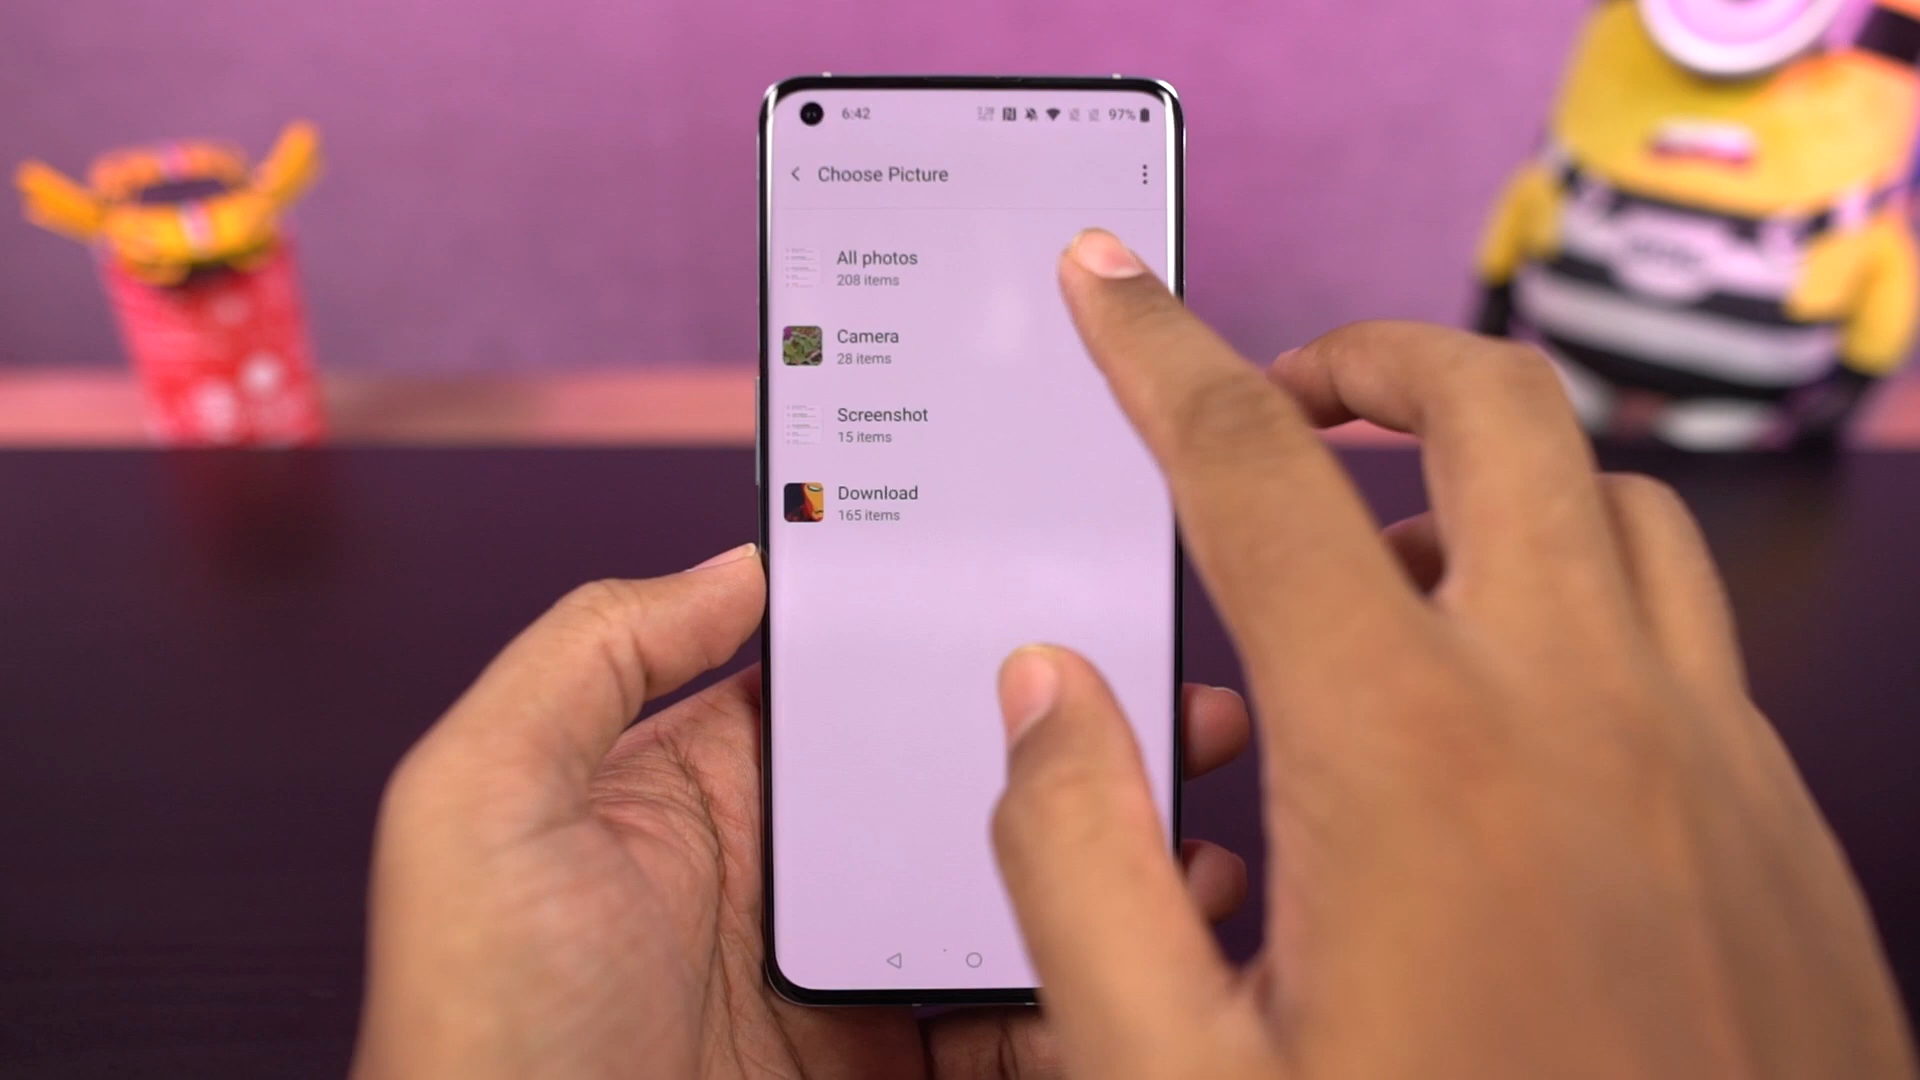 6:42
97%
Choose Picture
All photos
208 items
Camera
28 items
Screenshot
15 items
Download
165 items